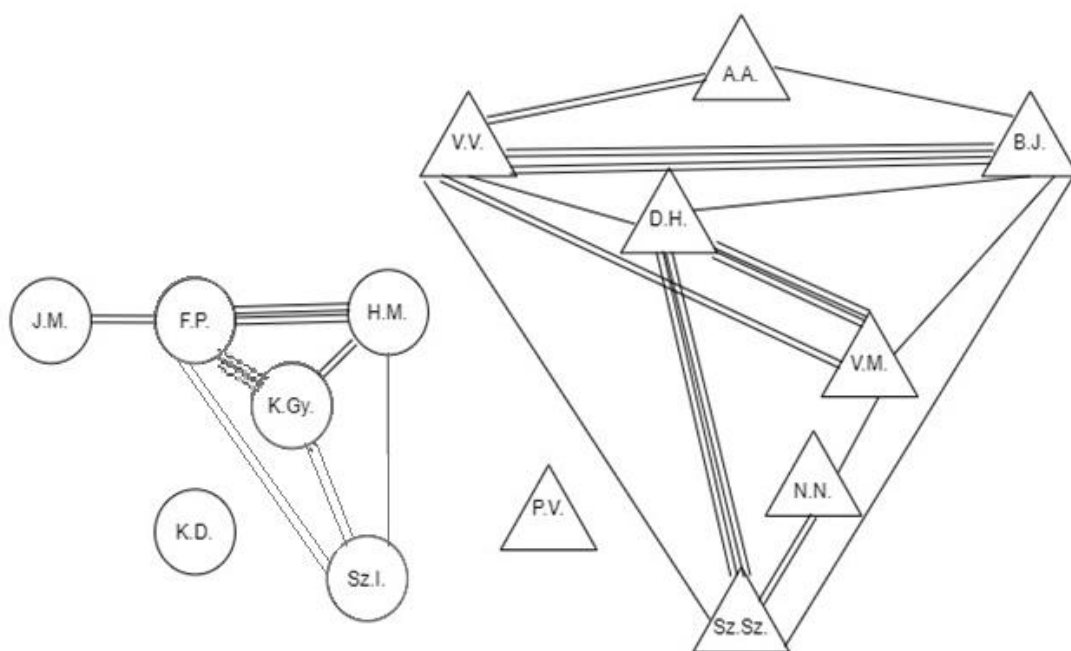 A.A.
V.V.
B.J.
D.H.
J.M.
F.P.
H.M.
V.M.
K.Gy.
N.N.
P.V.
K.D.
Sz.I.
Sz.Sz.